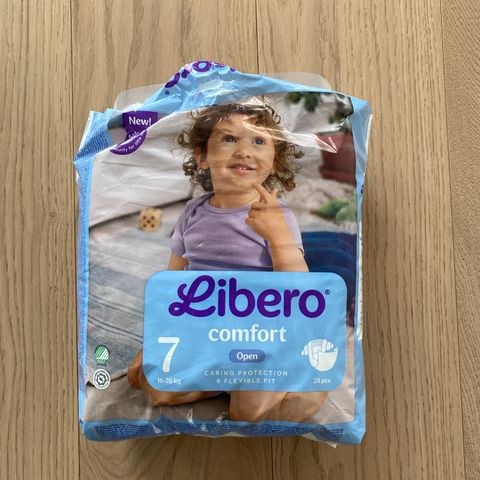 New!
Libero®
comfort
Open
7
16-26 kg
CARING PROTECTION
& FLEXIBLE FIT
28 pcs